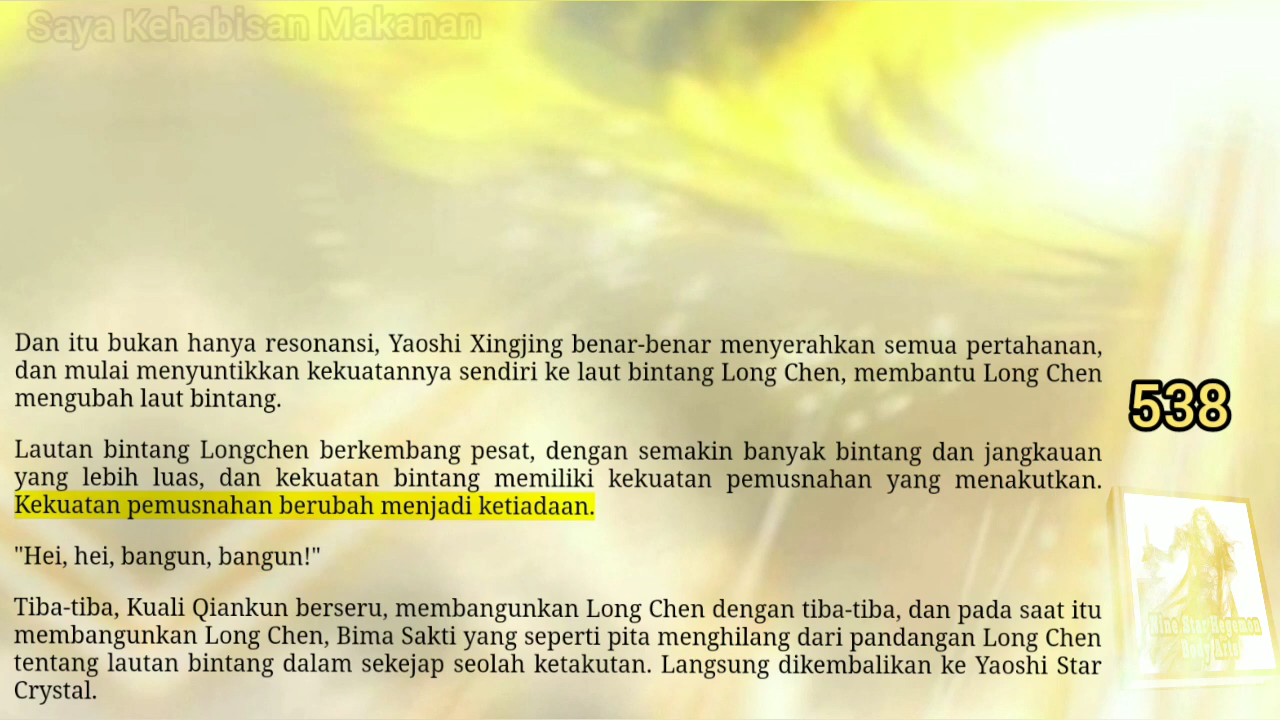 Saya Kehabisan Makanan
Dan itu bukan hanya resonansi, Yaoshi Xingjing benar-benar menyerahkan semua pertahanan,
dan mulai menyuntikkan kekuatannya sendiri ke laut bintang Long Chen, membantu Long Chen
mengubah laut bintang.
538
Lautan bintang Longchen berkembang pesat, dengan semakin banyak bintang dan jangkauan
yang lebih luas, dan kekuatan bintang memiliki kekuatan pemusnahan yang menakutkan.
Kekuatan pemusnahan berubah menjadi ketiadaan.
"Hei, hei, bangun, bangun!"
Tiba-tiba, Kuali Qiankun berseru, membangunkan Long Chen dengan tiba-tiba, dan pada saat itu
membangunkan Long Chen, Bima Sakti yang seperti pita menghilang dari pandangan Long Chen
tentang lautan bintang dalam sekejap seolah ketakutan. Langsung dikembalikan ke Yaoshi Star
Crystal.
Nine Star Hegemon
Body Arts